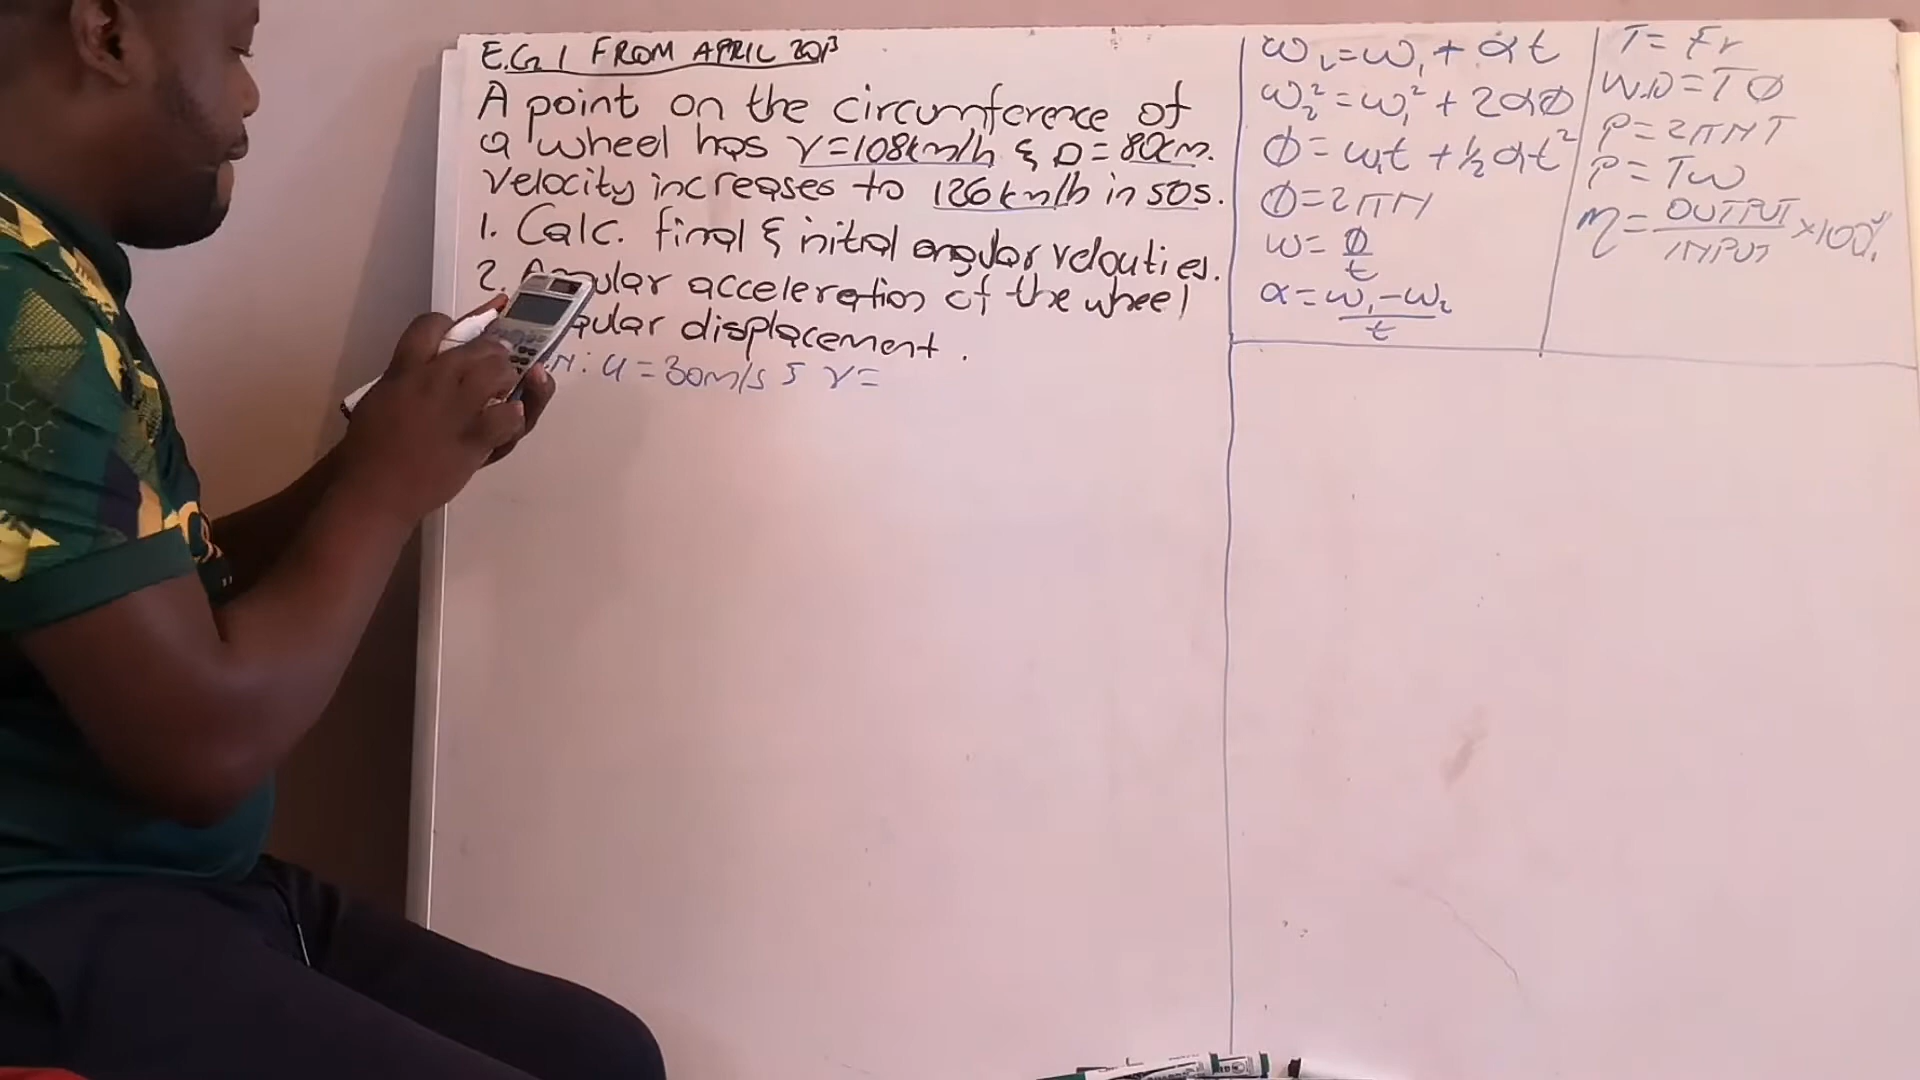 E.G 1 FROM APRIL 2013
A point on the circumference of
a wheel has V=108km/h & D=80cm.
velocity increases to 126km/h in 50s.
1. Calc. final & initial angular velocities.
2. Angular acceleration of the wheel
displacement.
: U = 30m/s ; V =
ω₂=ω₁ + αt
ω₂²=ω₁² + 2αØ
Ø=ω₁t + ½αt²
Ø=2πN
ω= Ø/t
α=ω₁-ω₂/t
T= Fr
W.D=TØ
P=2πNT
P=Tω
η=OUTPUT/INPUT ×100%